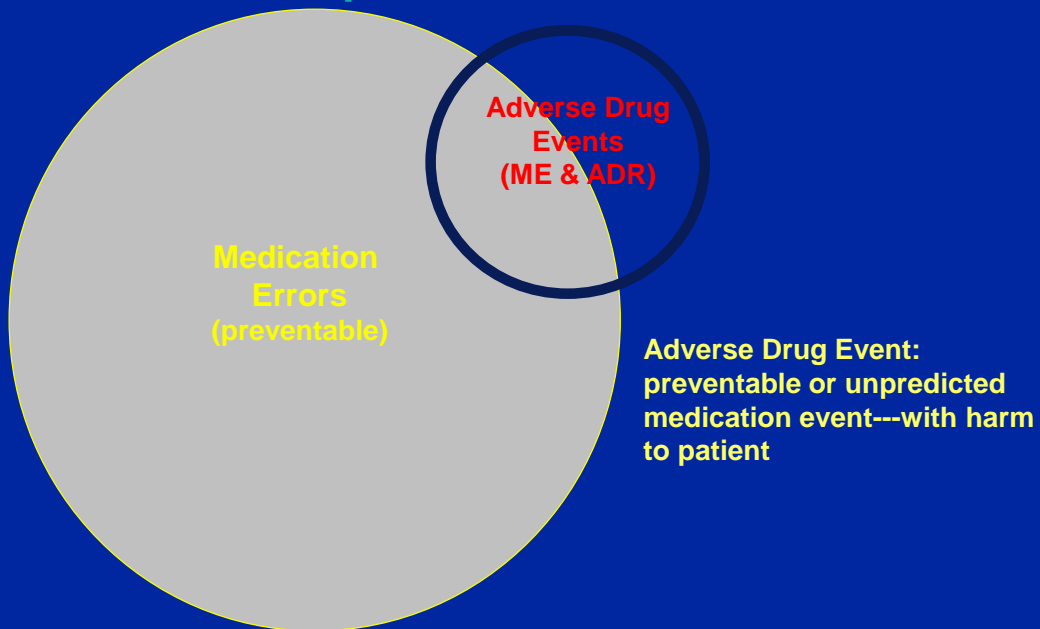 Adverse Drug
Events
(ME & ADR)
Medication
Errors
(preventable)
Adverse Drug Event:
preventable or unpredicted
medication event---with harm
to patient